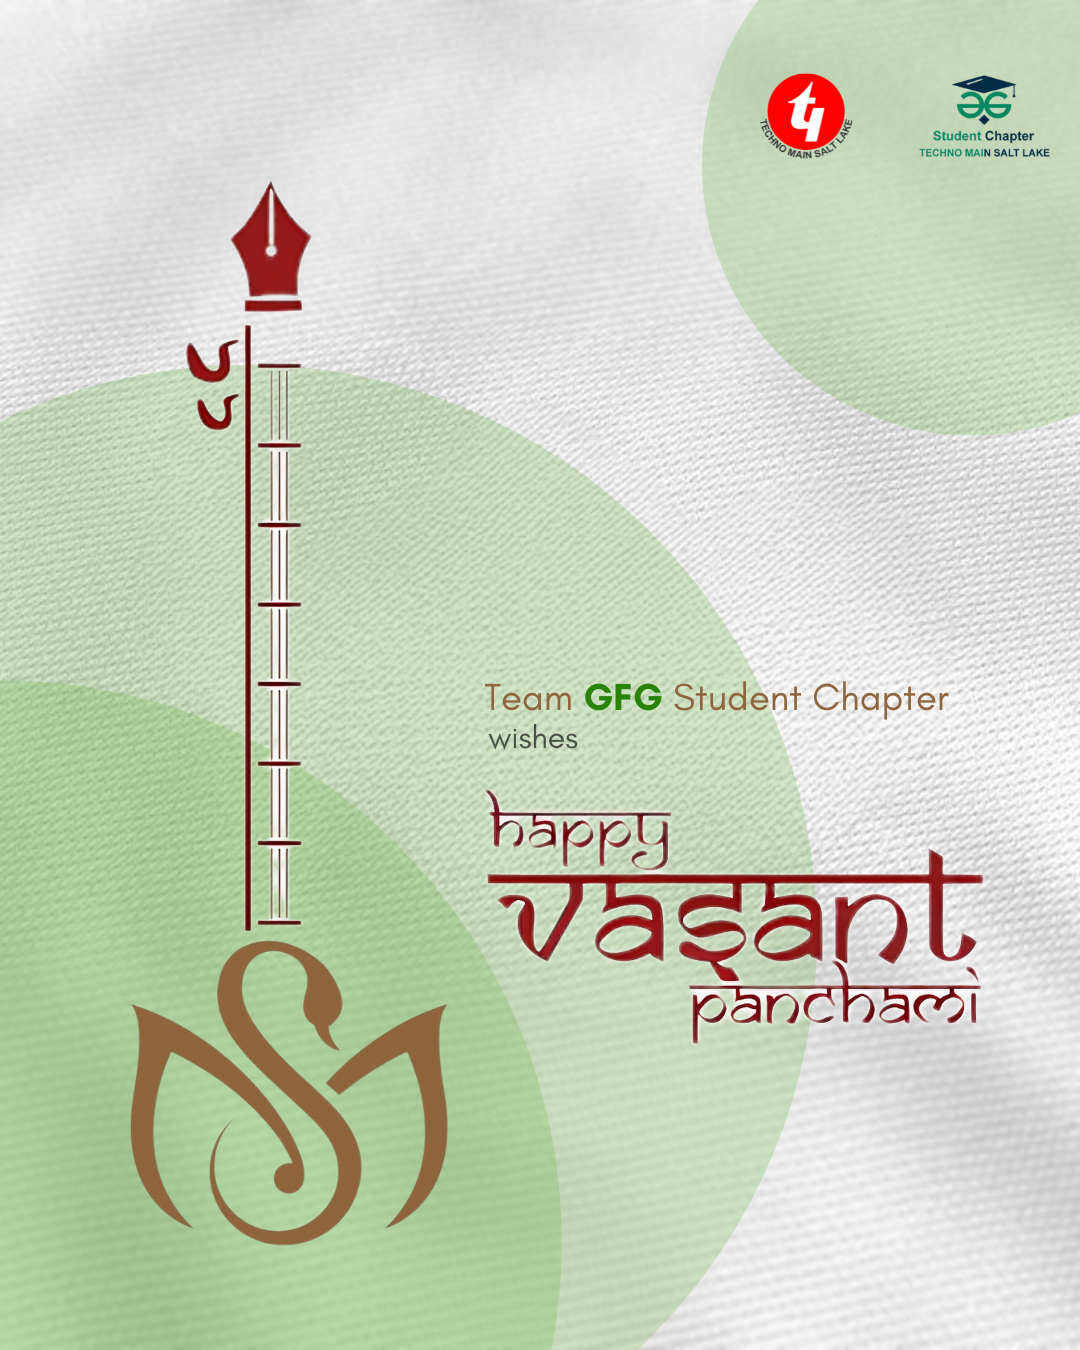 TECHNO MAIN SALT LAKE
Student Chapter
TECHNO MAIN SALT LAKE
Team GFG Student Chapter
wishes
happy
vasant
panchami